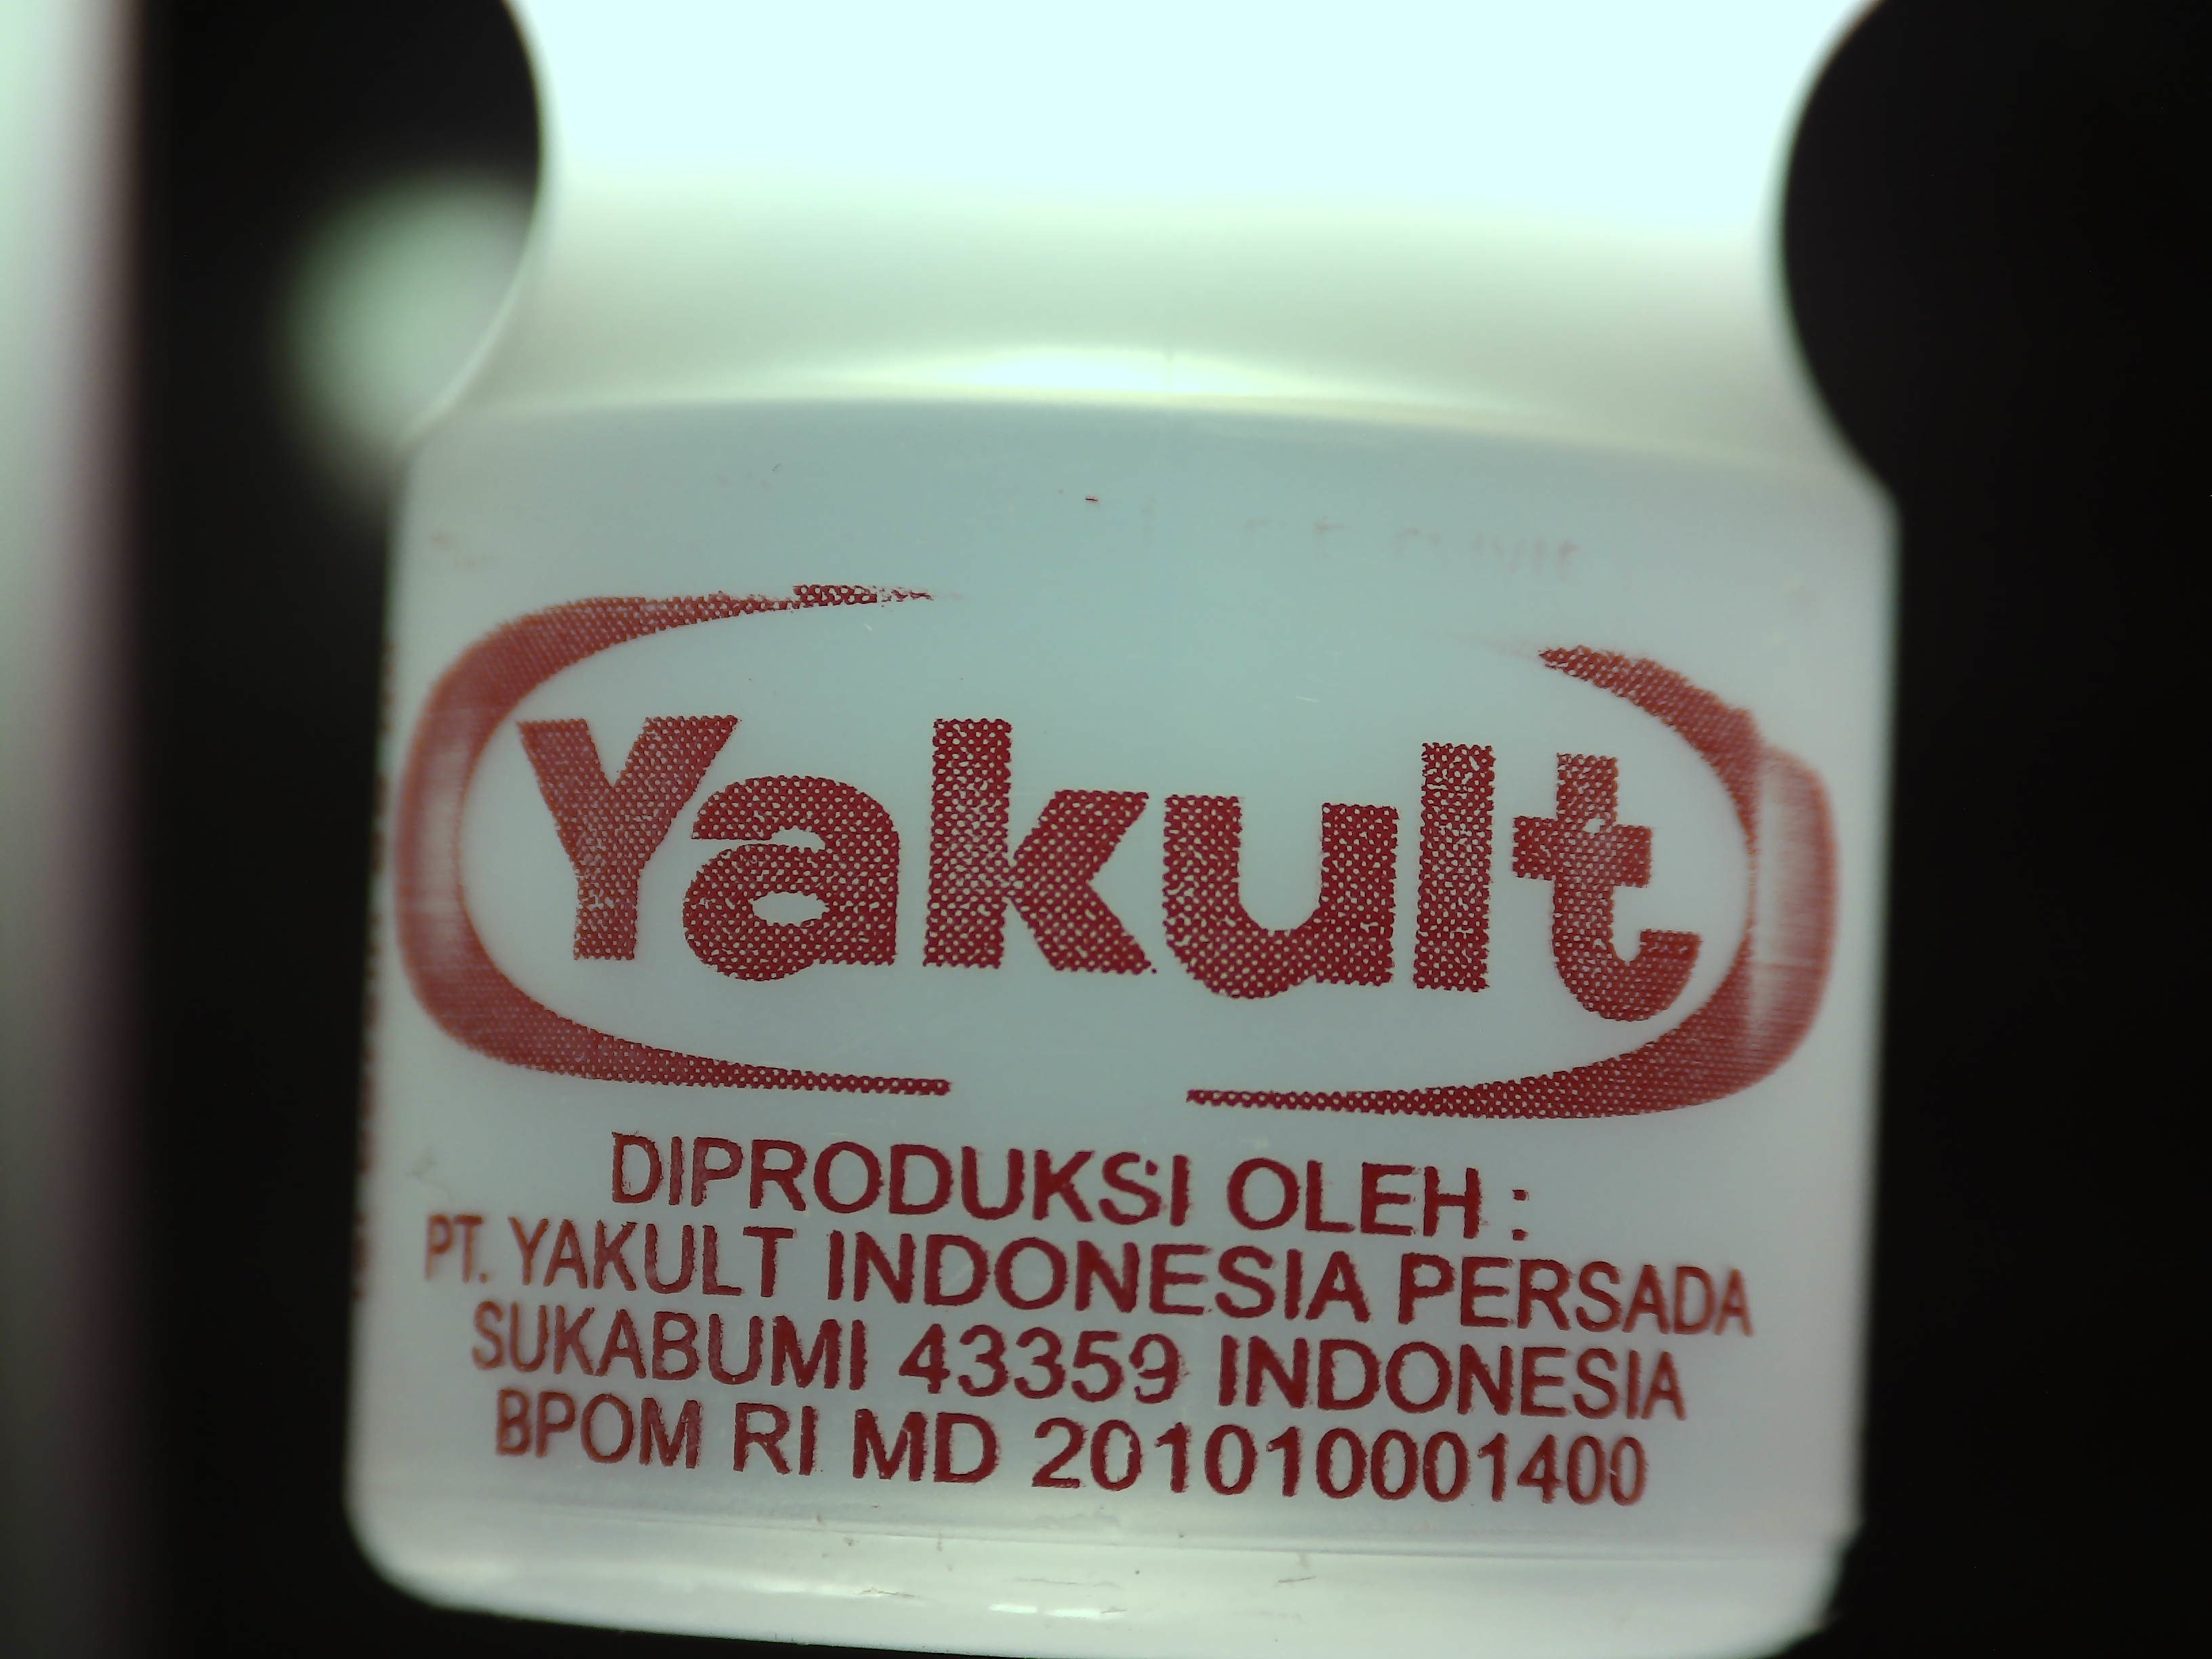 Yakult
DIPRODUKSI OLEH :
PT. YAKULT INDONESIA PERSADA
SUKABUMI 43359 INDONESIA
BPOM RI MD 201010001400